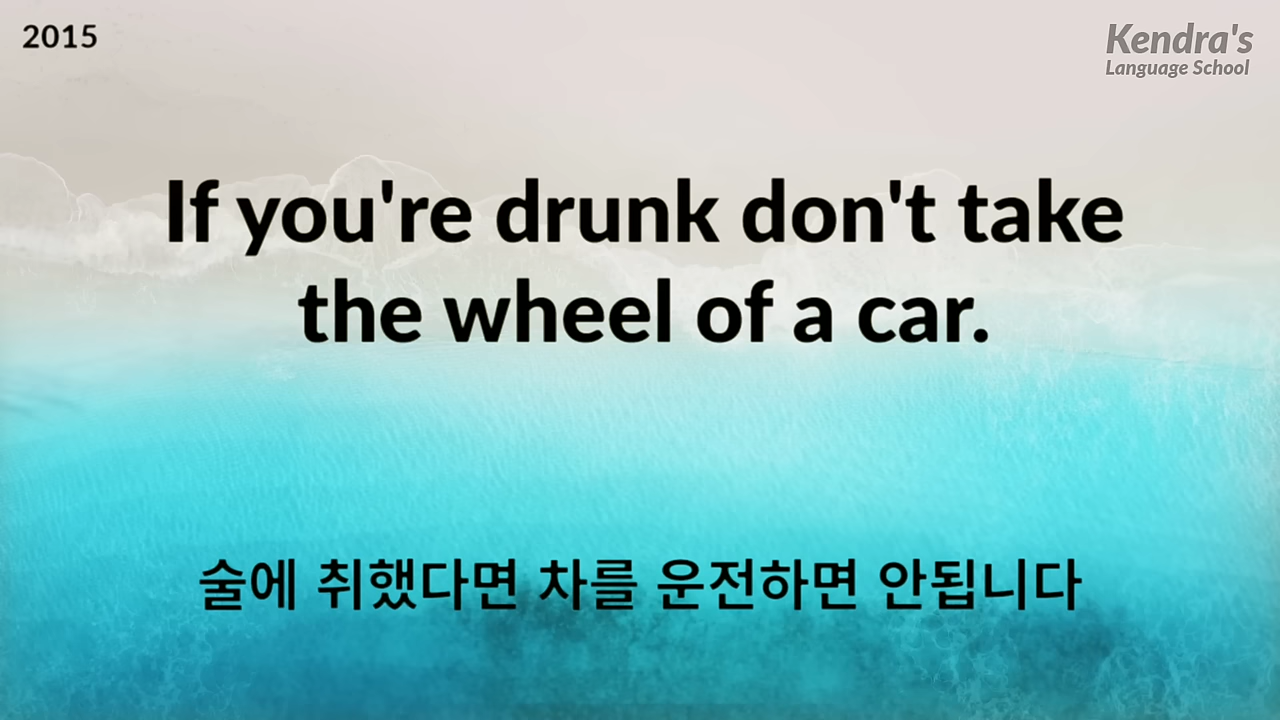 2015
Kendra's
Language School
If you're drunk don't take
the wheel of a car.
술에 취했다면 차를 운전하면 안됩니다